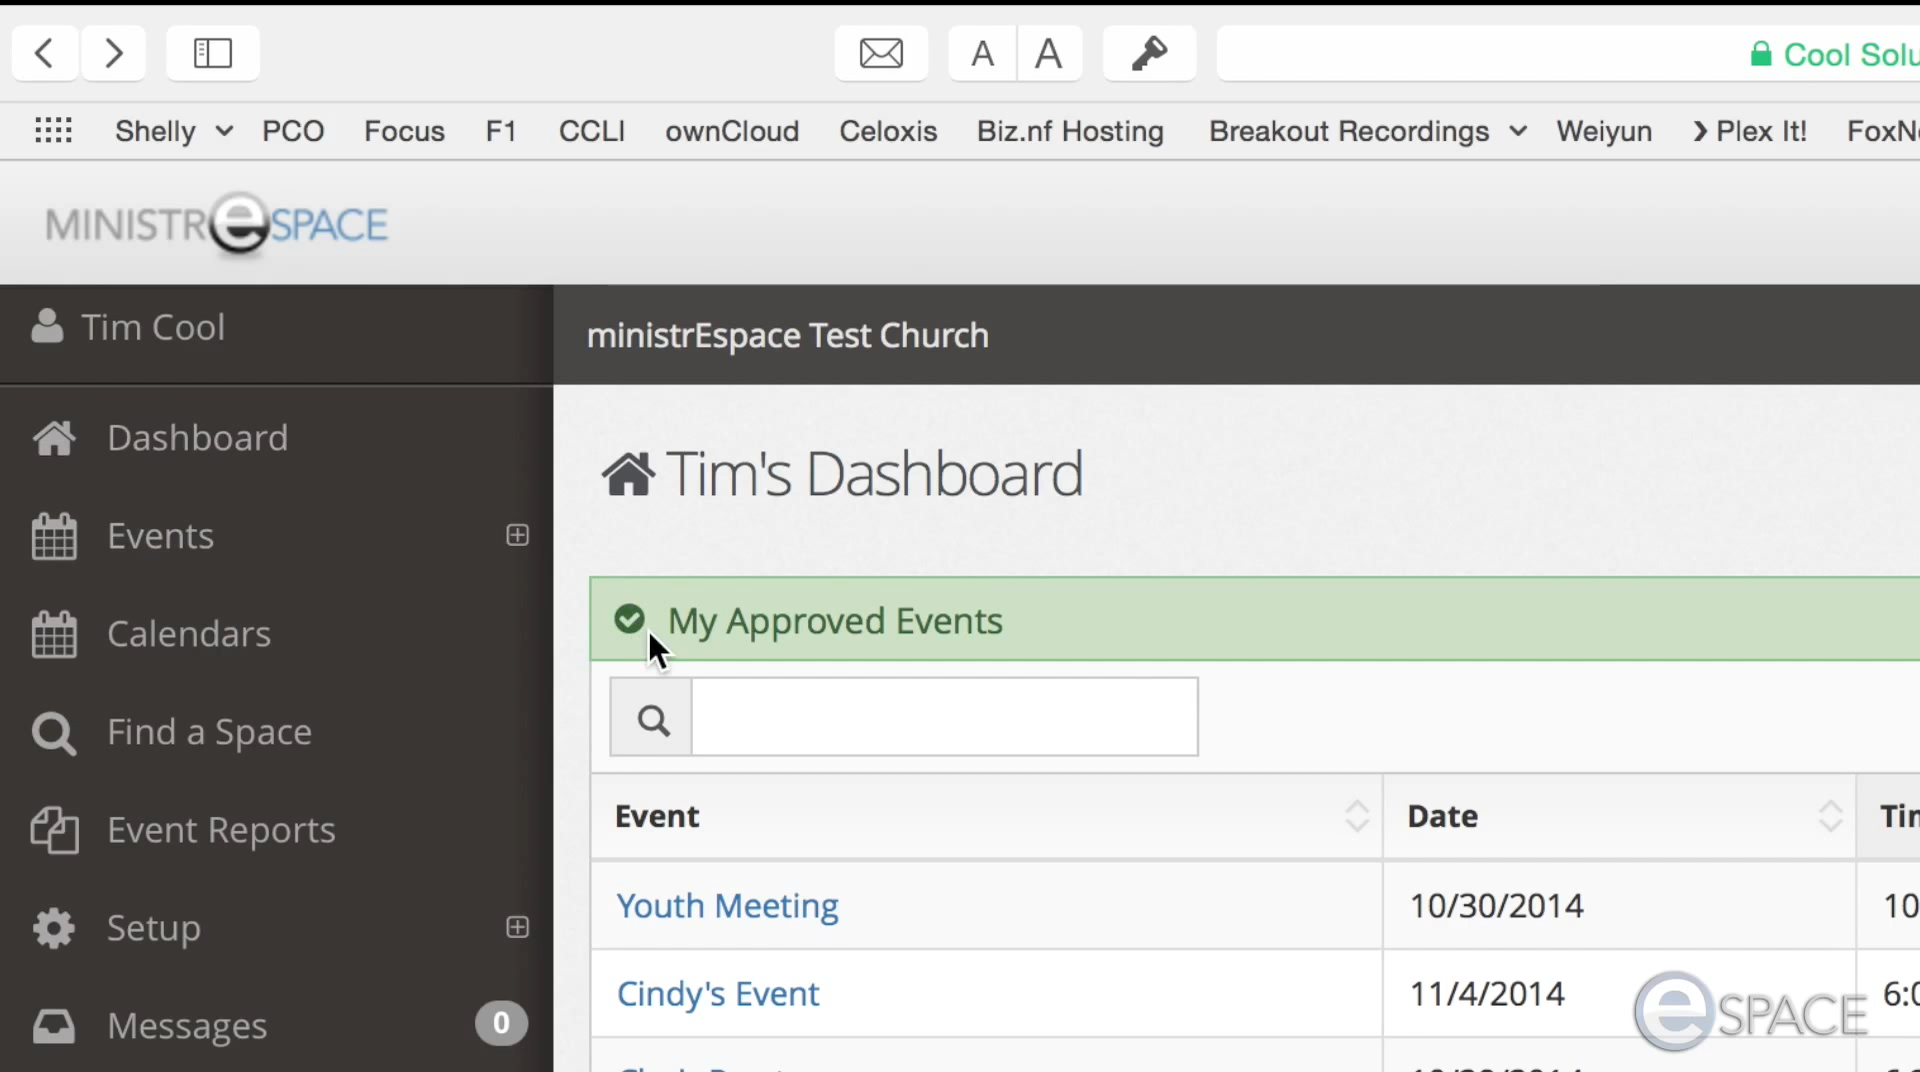 A A Cool Solu
Shelly PCO Focus F1 CCLI ownCloud Celoxis Biz.nf Hosting Breakout Recordings Weiyun Plex It! FoxN
MINISTReSPACE
Tim Cool
ministrEspace Test Church
Dashboard
Tim's Dashboard
Events
My Approved Events
Calendars
Find a Space
Event Date Tim
Event Reports
Youth Meeting 10/30/2014 10
Setup
Cindy's Event 11/4/2014 6:0
Messages 0
eSPACE